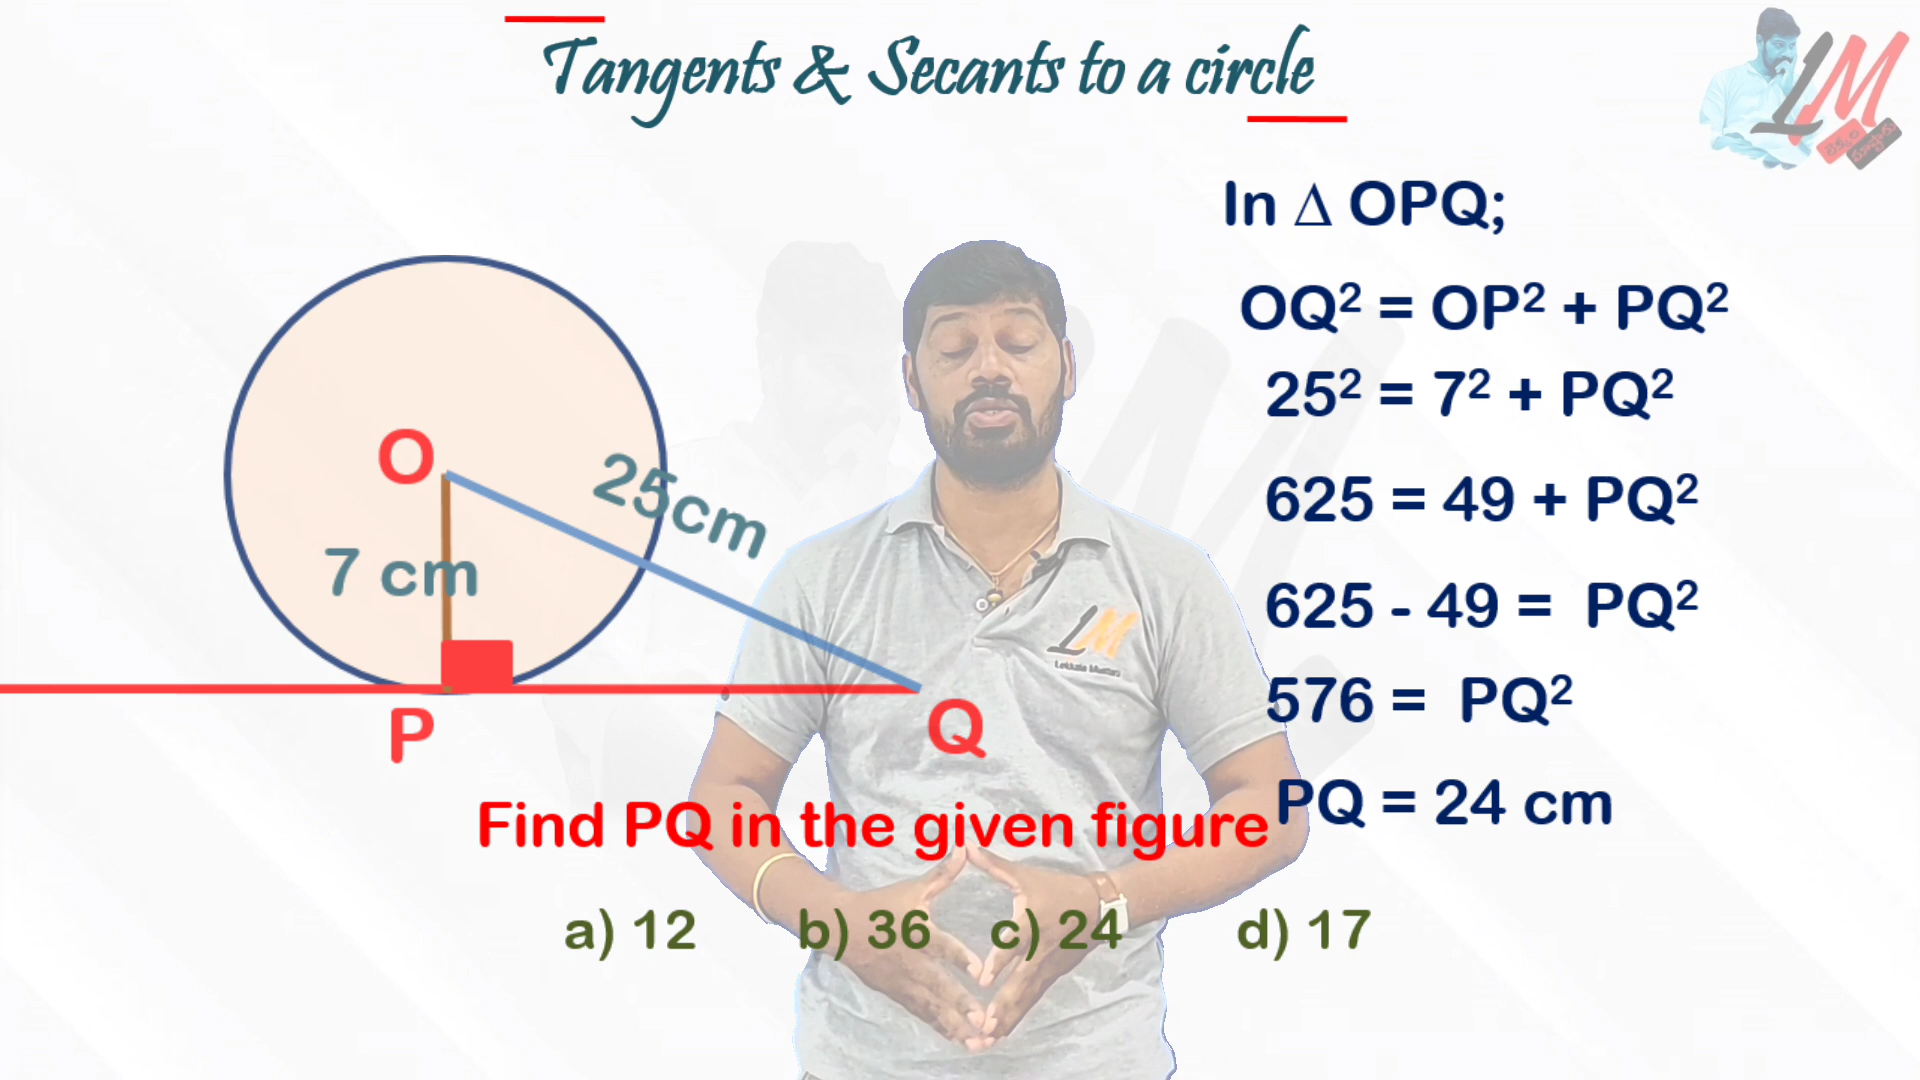 Tangents & Secants to a circle
LM
In Δ OPQ;
OQ² = OP² + PQ²
25² = 7² + PQ²
625 = 49 + PQ²
625 - 49 = PQ²
576 = PQ²
PQ = 24 cm
O
25cm
7 cm
P
Q
LM
Find PQ in the given figure
a) 12 b) 36 c) 24 d) 17